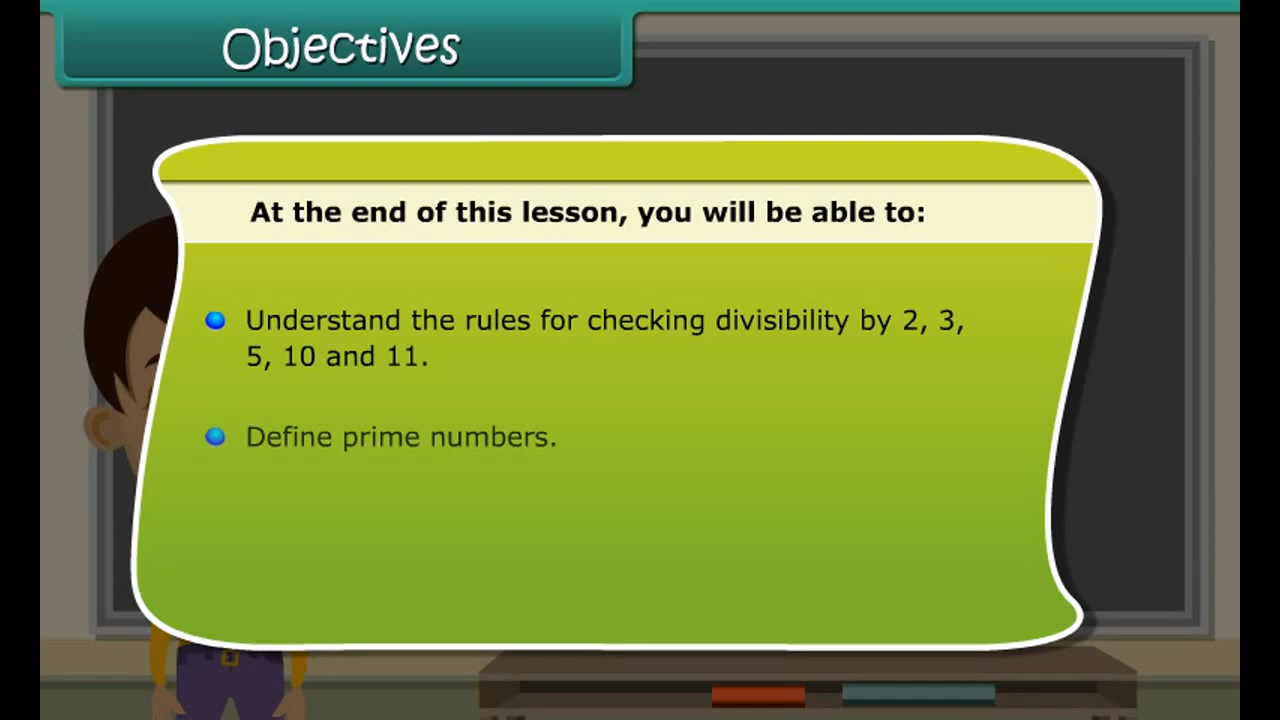 Objectives
At the end of this lesson, you will be able to:
Understand the rules for checking divisibility by 2, 3,
5, 10 and 11.
Define prime numbers.